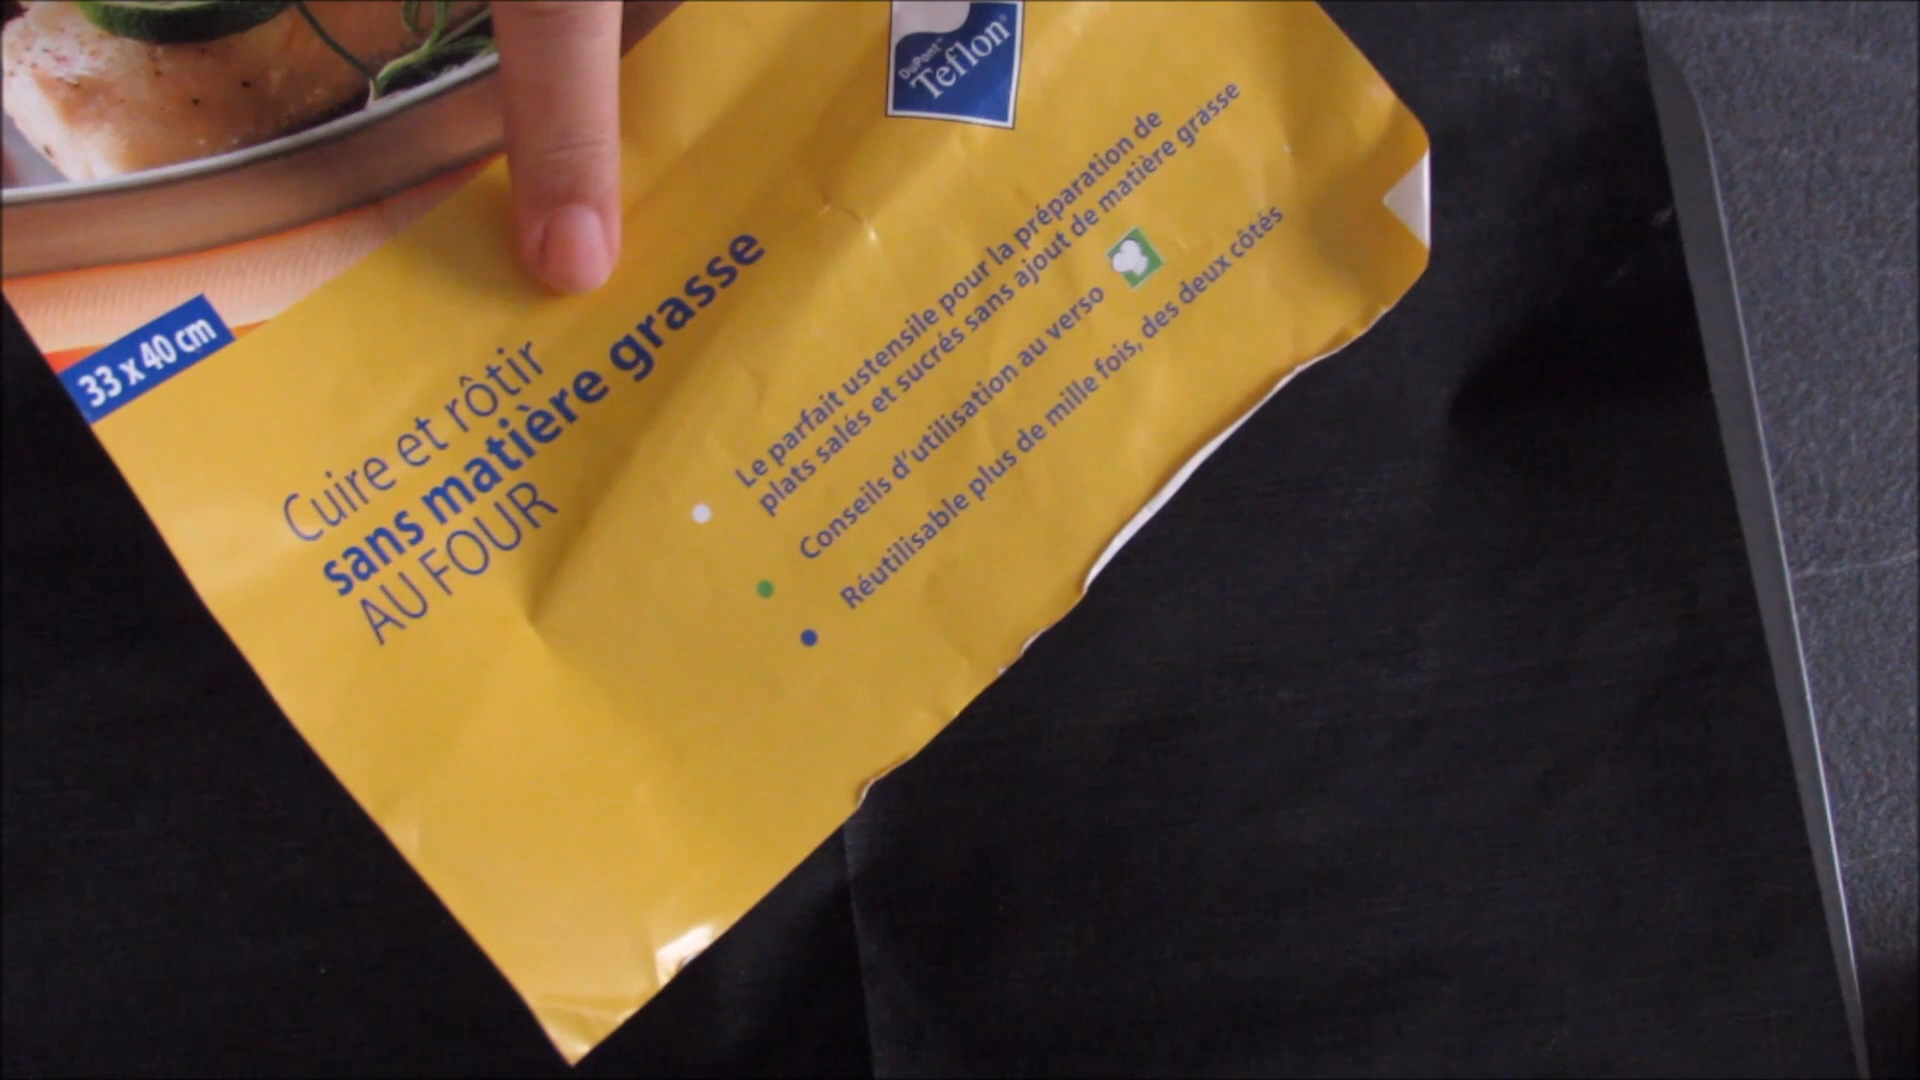 DuPont™
Teflon®
33 x 40 cm
Cuire et rôtir
sans matière grasse
AU FOUR
Le parfait ustensile pour la préparation de
plats salés et sucrés sans ajout de matière grasse
Conseils d'utilisation au verso
Réutilisable plus de mille fois, des deux côtés